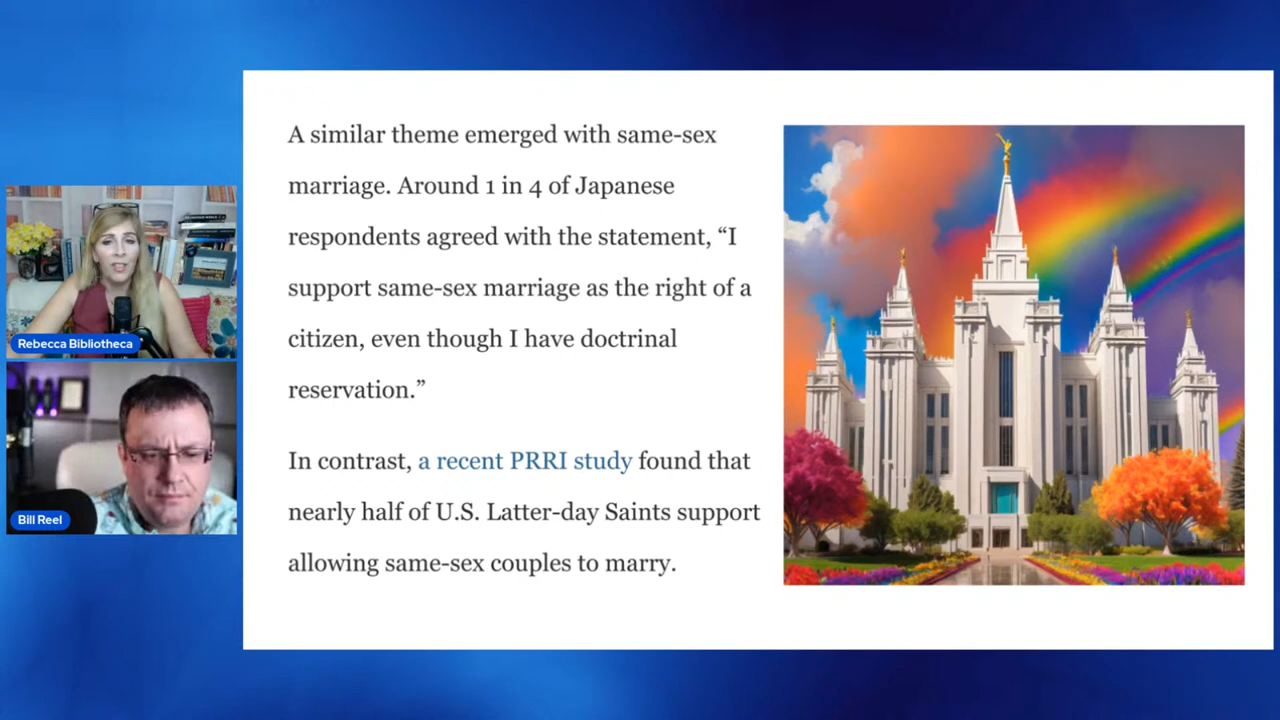 A similar theme emerged with same-sex
marriage. Around 1 in 4 of Japanese
respondents agreed with the statement, “I
support same-sex marriage as the right of a
citizen, even though I have doctrinal
reservation.”
In contrast, a recent PRRI study found that
nearly half of U.S. Latter-day Saints support
allowing same-sex couples to marry.
Rebecca Bibliotheca
Bill Reel